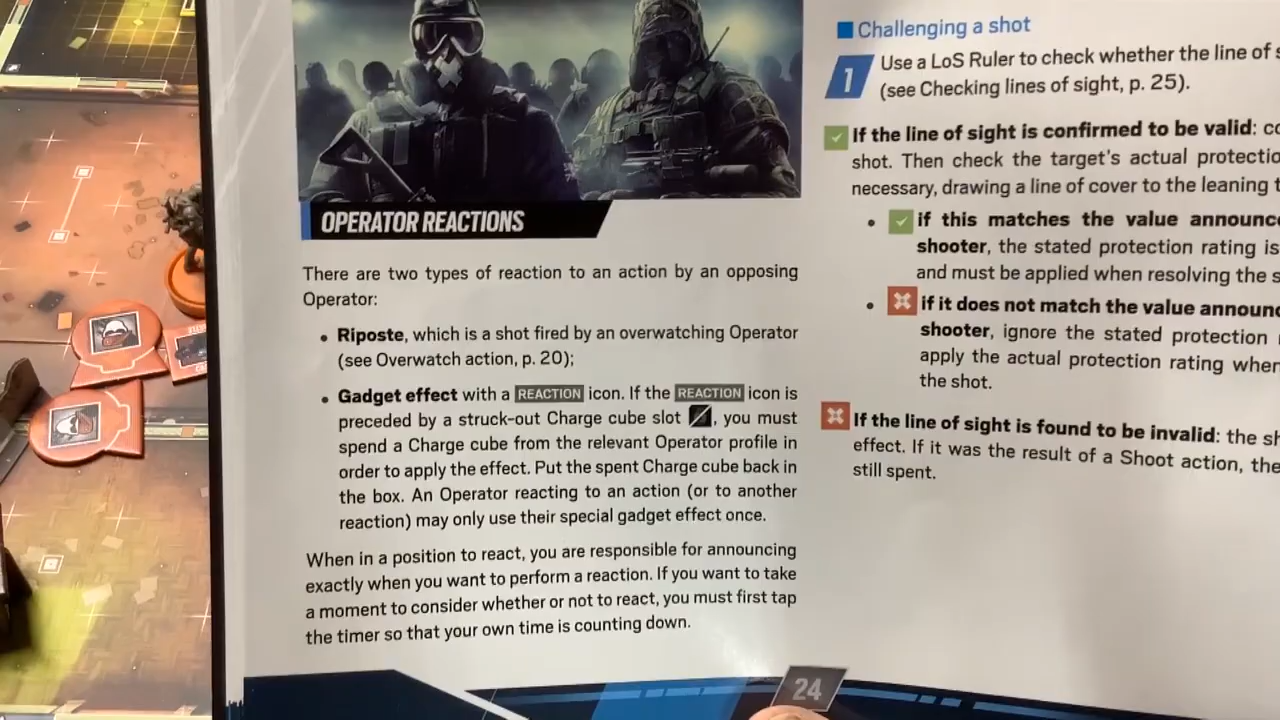 OPERATOR REACTIONS
There are two types of reaction to an action by an opposing
Operator:
• Riposte, which is a shot fired by an overwatching Operator
(see Overwatch action, p. 20);
• Gadget effect with a REACTION icon. If the REACTION icon is
preceded by a struck-out Charge cube slot , you must
spend a Charge cube from the relevant Operator profile in
order to apply the effect. Put the spent Charge cube back in
the box. An Operator reacting to an action (or to another
reaction) may only use their special gadget effect once.
When in a position to react, you are responsible for announcing
exactly when you want to perform a reaction. If you want to take
a moment to consider whether or not to react, you must first tap
the timer so that your own time is counting down.
24
Challenging a shot
1 Use a LoS Ruler to check whether the line of
(see Checking lines of sight, p. 25).
If the line of sight is confirmed to be valid:
shot. Then check the target's actual
necessary, drawing a line of cover to the leaning
• if this matches the value
shooter, the stated protection rating is
and must be applied when resolving the
• if it does not match the value
shooter, ignore the stated protection
apply the actual protection rating when
the shot.
If the line of sight is found to be invalid: the
effect. If it was the result of a Shoot action, the
still spent.